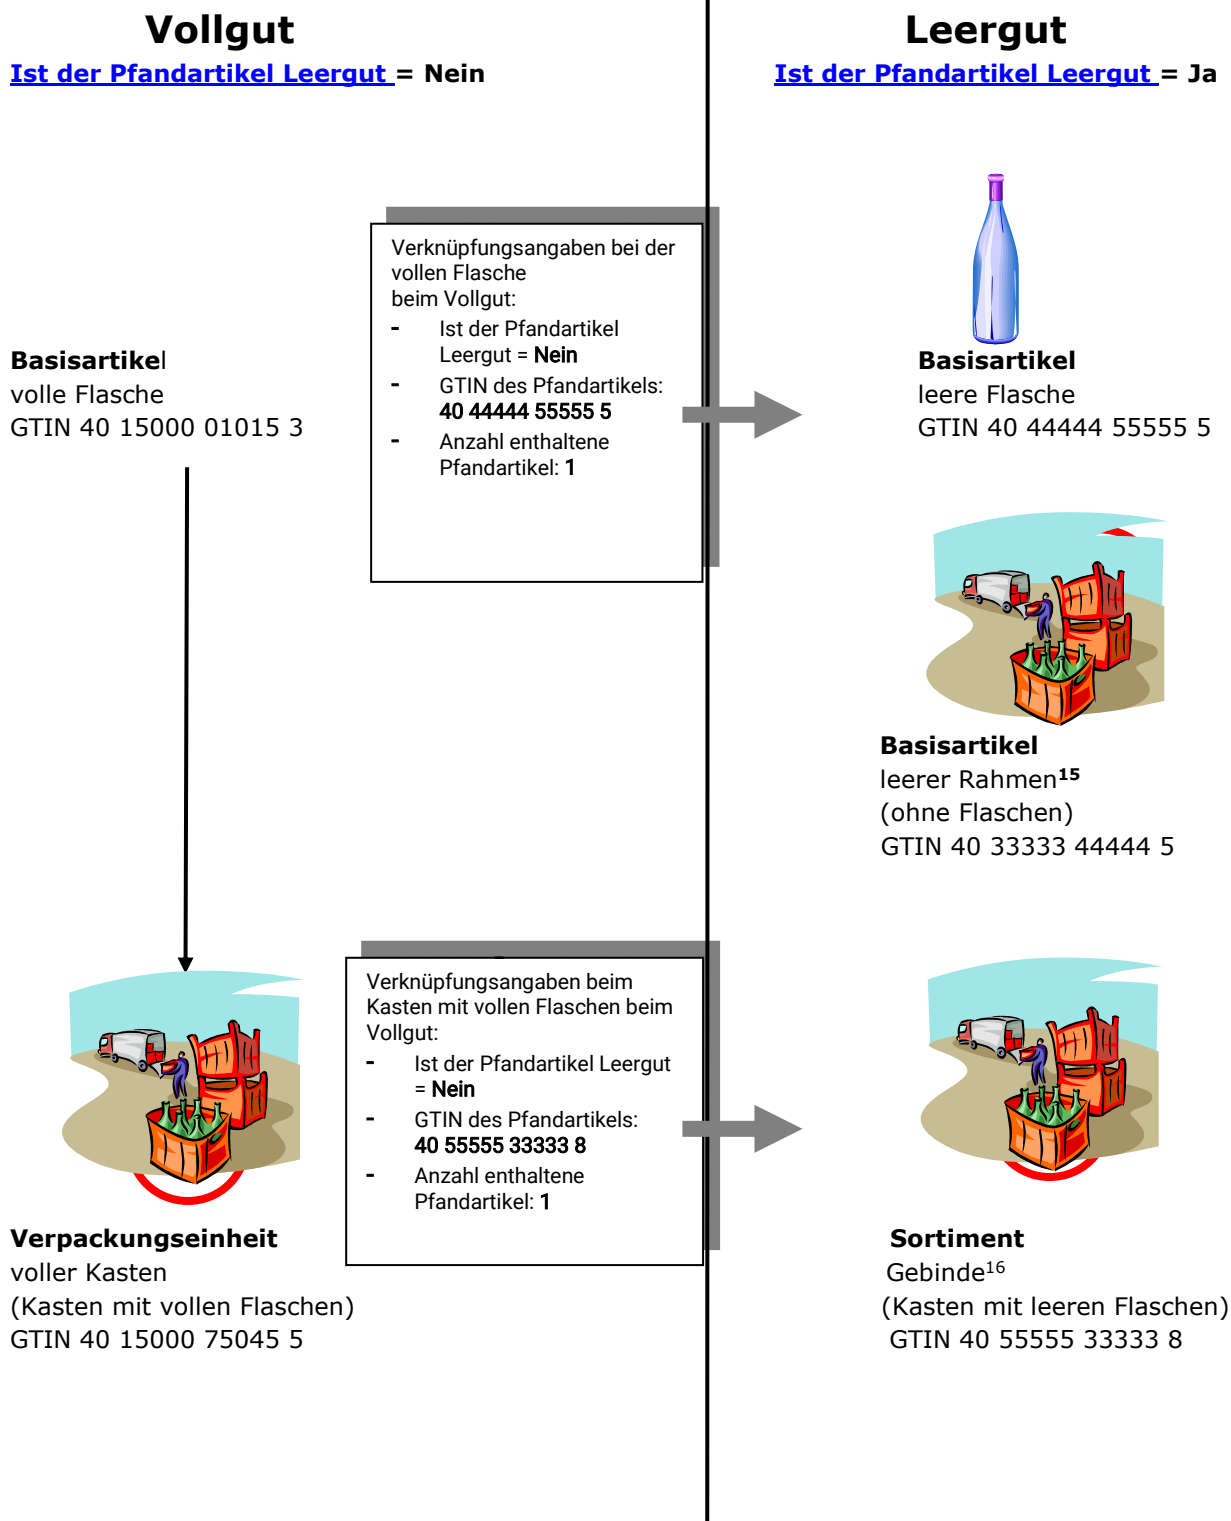 Vollgut
Ist der Pfandartikel Leergut = Nein
Leergut
Ist der Pfandartikel Leergut = Ja
Verknüpfungsangaben bei der
vollen Flasche
beim Vollgut:
- Ist der Pfandartikel
Leergut = Nein
- GTIN des Pfandartikels:
40 44444 55555 5
- Anzahl enthaltene
Pfandartikel: 1
Basisartikel
volle Flasche
GTIN 40 15000 01015 3
Basisartikel
leere Flasche
GTIN 40 44444 55555 5
Basisartikel
leerer Rahmen15
(ohne Flaschen)
GTIN 40 33333 44444 5
Verknüpfungsangaben beim
Kasten mit vollen Flaschen beim
Vollgut:
- Ist der Pfandartikel Leergut
= Nein
- GTIN des Pfandartikels:
40 55555 33333 8
- Anzahl enthaltene
Pfandartikel: 1
Verpackungseinheit
voller Kasten
(Kasten mit vollen Flaschen)
GTIN 40 15000 75045 5
Sortiment
Gebinde16
(Kasten mit leeren Flaschen)
GTIN 40 55555 33333 8